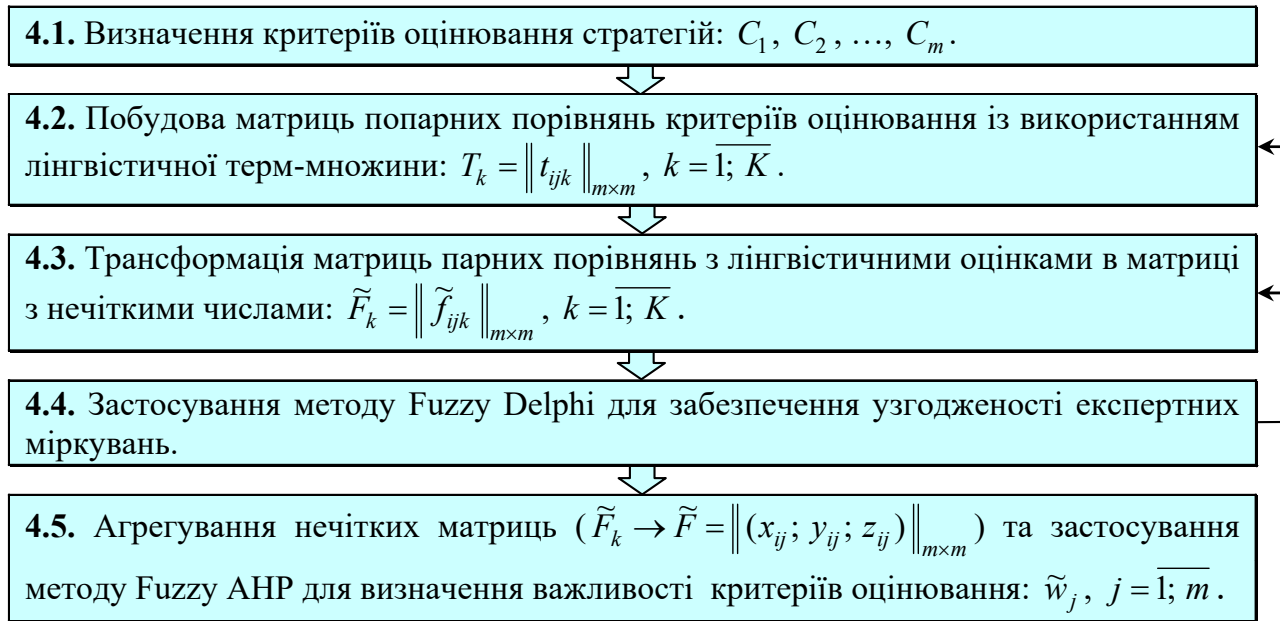 4.1. Визначення критеріїв оцінювання стратегій: C₁, C₂, …, Cₘ.
4.2. Побудова матриць попарних порівнянь критеріїв оцінювання із використанням
лінгвістичної терм-множини: Tₖ = ‖ tᵢⱼₖ ‖ₘₓₘ, k = \overline{1; K}.
4.3. Трансформація матриць парних порівнянь з лінгвістичними оцінками в матриці
з нечіткими числами: F̃ₖ = ‖ f̃ᵢⱼₖ ‖ₘₓₘ, k = \overline{1; K}.
4.4. Застосування методу Fuzzy Delphi для забезпечення узгодженості експертних
міркувань.
4.5. Агрегування нечітких матриць (F̃ₖ → F̃ = ‖(xᵢⱼ; yᵢⱼ; zᵢⱼ)‖ₘₓₘ) та застосування
методу Fuzzy AHP для визначення важливості критеріїв оцінювання: w̃ⱼ, j = \overline{1; m}.